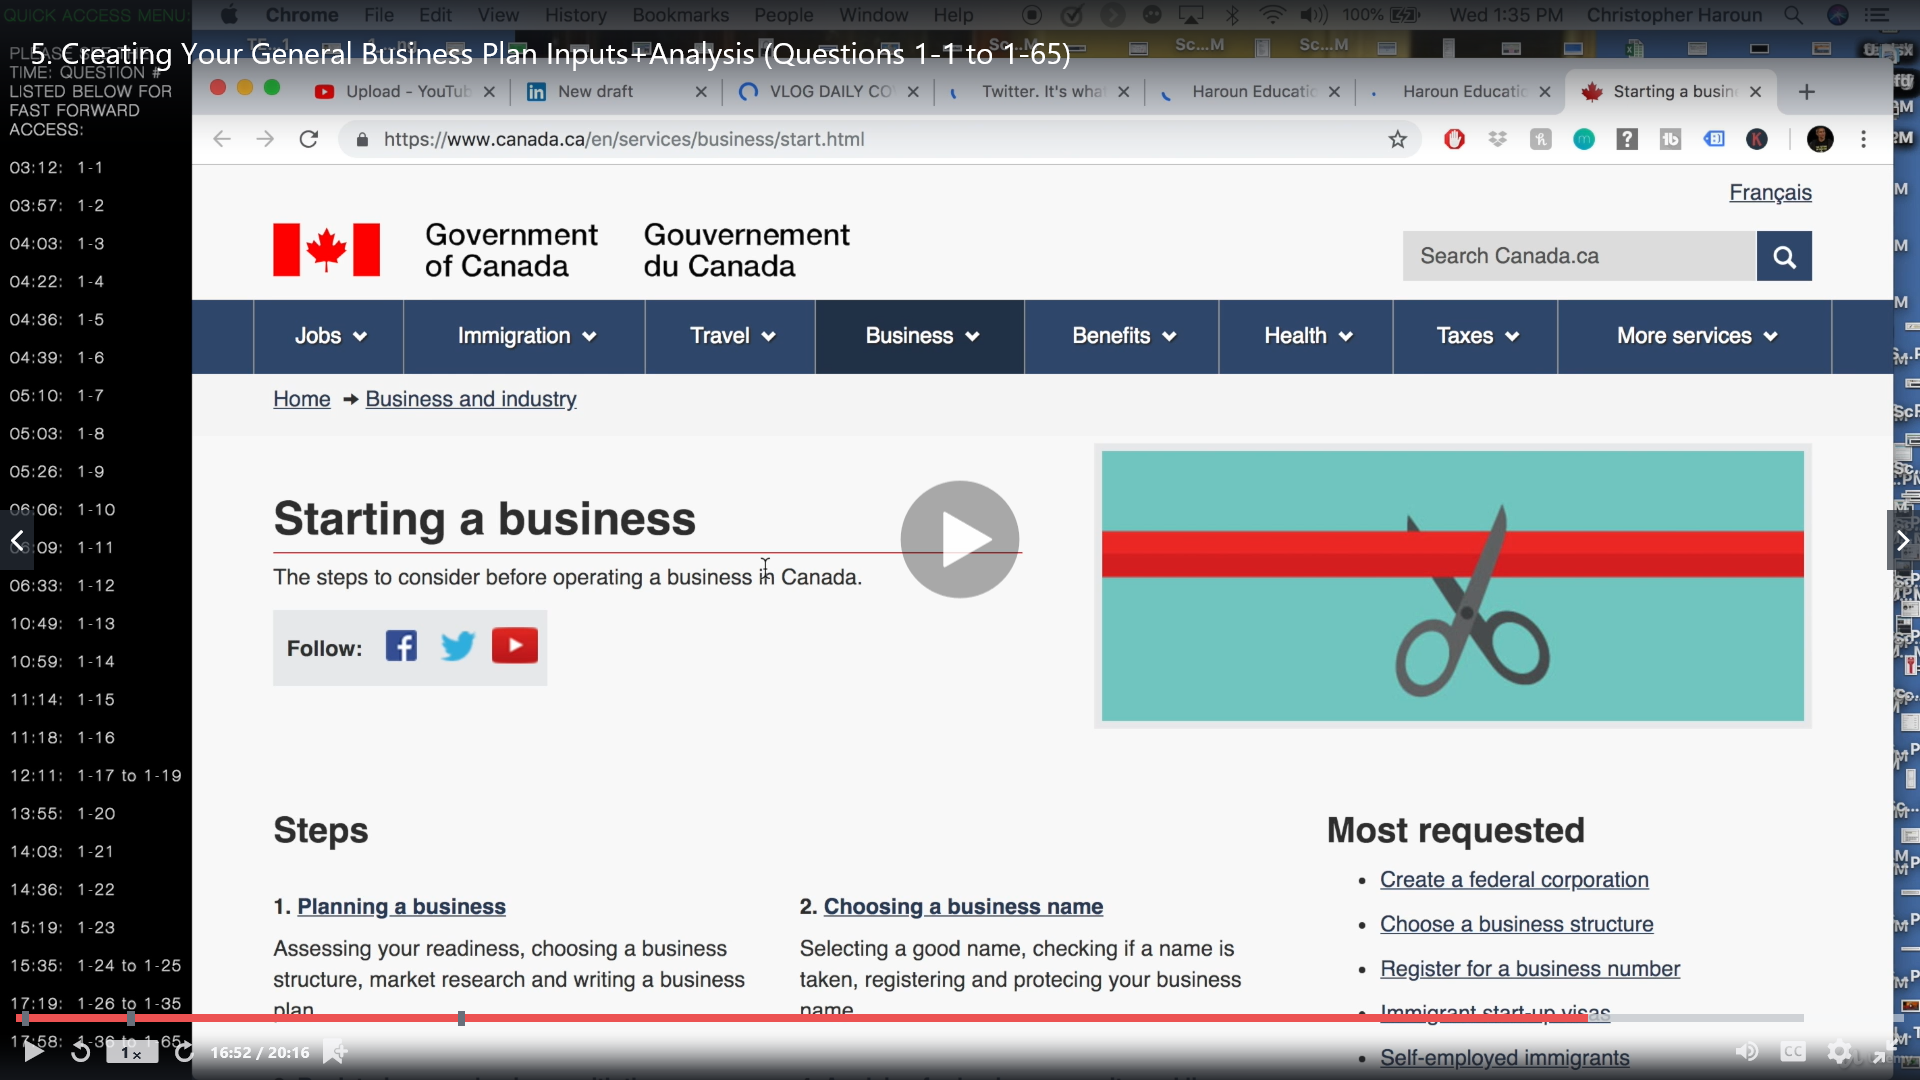 QUICK ACCESS MENU:
Chrome File Edit View History Bookmarks People Window Help 100% Wed 1:35 PM Christopher Haroun
5. Creating Your General Business Plan Inputs+Analysis (Questions 1-1 to 1-65)
TIME: QUESTION #
LISTED BELOW FOR
FAST FORWARD
ACCESS:
03:12: 1-1
03:57: 1-2
04:03: 1-3
04:22: 1-4
04:36: 1-5
04:39: 1-6
05:10: 1-7
05:03: 1-8
05:26: 1-9
06:06: 1-10
06:09: 1-11
06:33: 1-12
10:49: 1-13
10:59: 1-14
11:14: 1-15
11:18: 1-16
12:11: 1-17 to 1-19
13:55: 1-20
14:03: 1-21
14:36: 1-22
15:19: 1-23
15:35: 1-24 to 1-25
17:19: 1-26 to 1-35
17:58: 1-36 to 1-65
Sc...M Sc...M Sc...M
Upload - YouTub New draft VLOG DAILY CO Twitter. It's what Haroun Educatic Haroun Educatic Starting a busin
https://www.canada.ca/en/services/business/start.html
Français
Government of Canada
Gouvernement du Canada
Search Canada.ca
Jobs Immigration Travel Business Benefits Health Taxes More services
Home Business and industry
Starting a business
The steps to consider before operating a business in Canada.
Follow:
Steps
1. Planning a business
Assessing your readiness, choosing a business
structure, market research and writing a business
plan
2. Choosing a business name
Selecting a good name, checking if a name is
taken, registering and protecing your business
name
Most requested
• Create a federal corporation
• Choose a business structure
• Register for a business number
• Immigrant start-up visas
• Self-employed immigrants
1x 16:52 / 20:16 CC